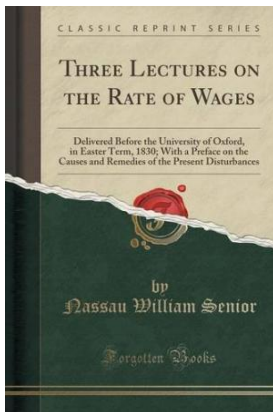 CLASSIC REPRINT SERIES
THREE LECTURES ON
THE RATE OF WAGES
Delivered Before the University of Oxford,
in Easter Term, 1830; With a Preface on the
Causes and Remedies of the Present Disturbances
by
Nassau William Senior
Forgotten Books